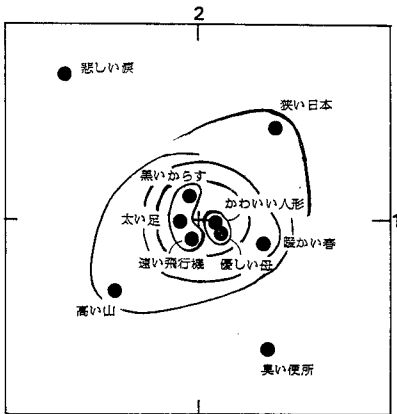 2
悲しい涙
狭い日本
黒いからす
かわいい人形
太い足
1
暖かい春
速い飛行機
優しい母
高い山
臭い便所